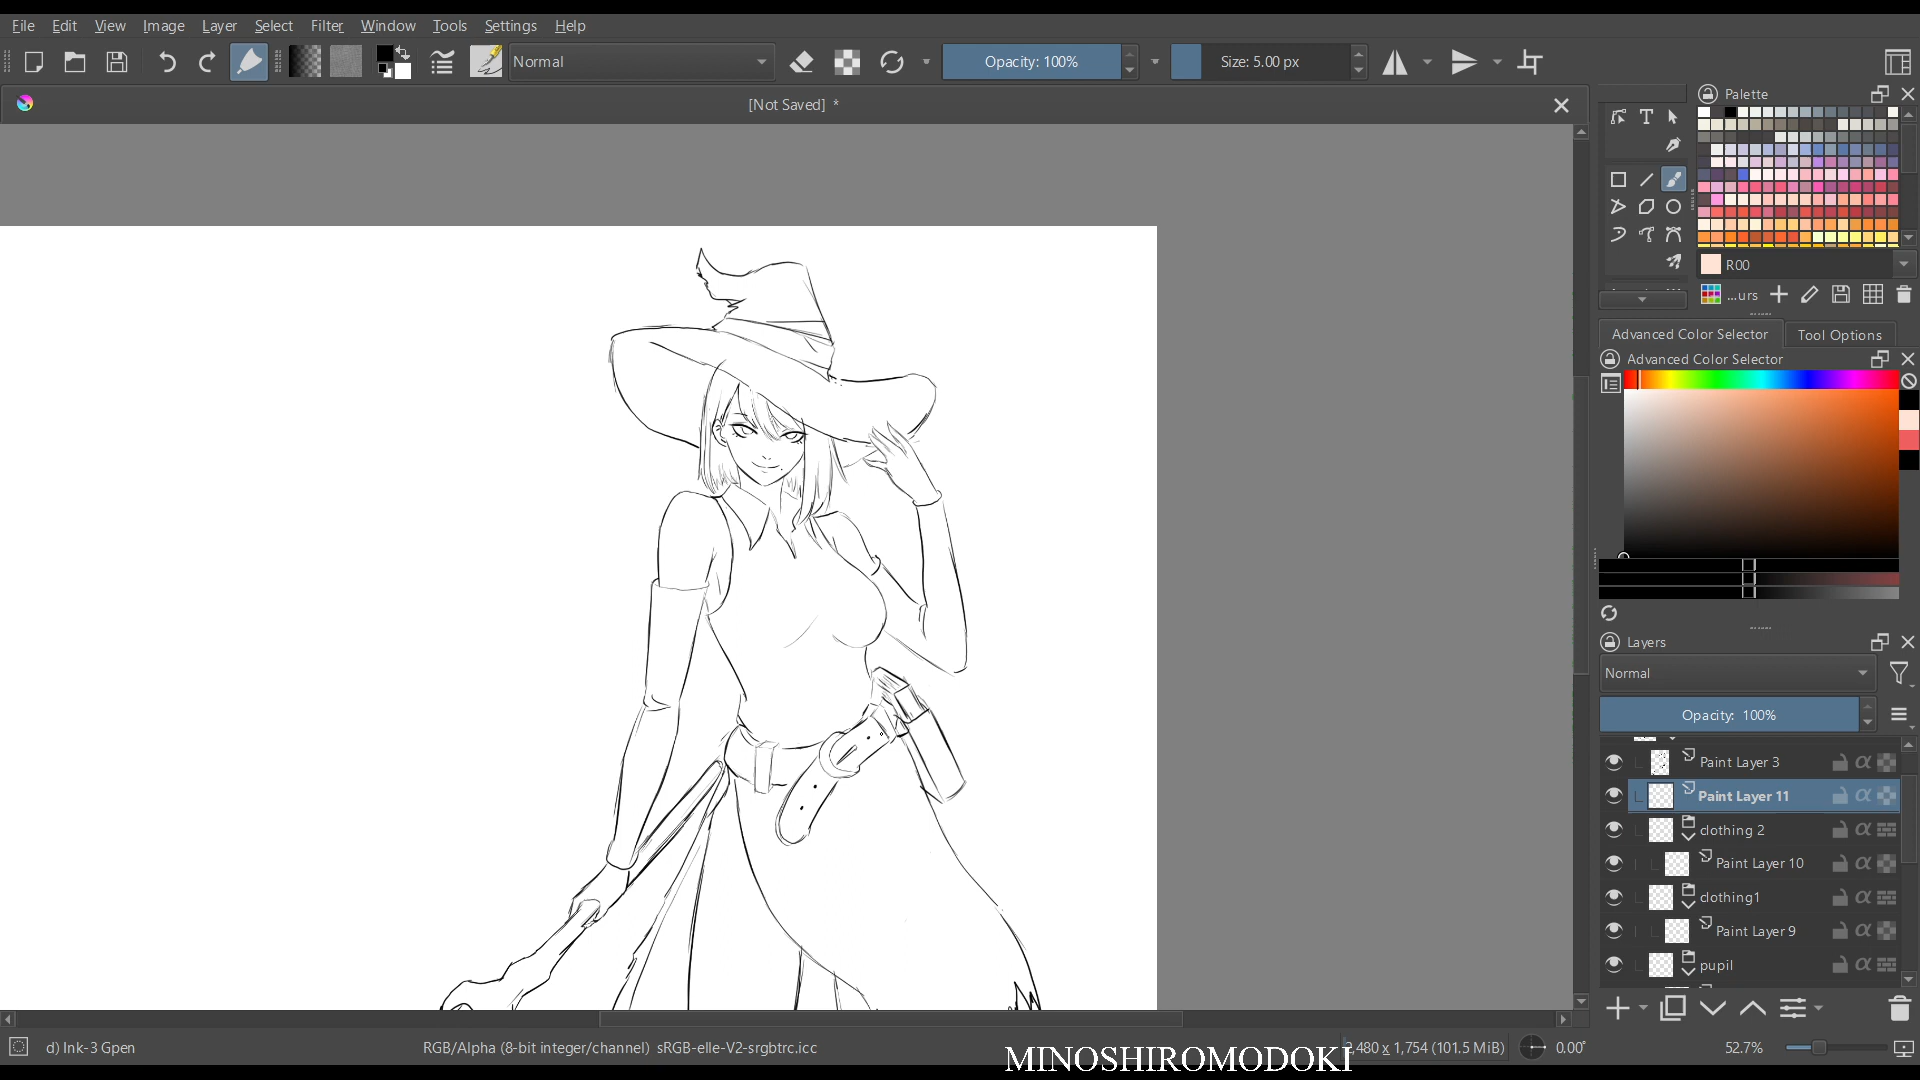 File Edit View Image Layer Select Filter Window Tools Settings Help
Normal Opacity: 100% Size: 5.00 px
[Not Saved] *
Palette
R00
...urs
Advanced Color Selector Tool Options
Advanced Color Selector
Layers
Normal
Opacity: 100%
Paint Layer 3
Paint Layer 11
clothing 2
Paint Layer 10
clothing1
Paint Layer 9
pupil
d) Ink-3 Gpen RGB/Alpha (8-bit integer/channel) sRGB-elle-V2-srgbtrc.icc 2,480 x 1,754 (101.5 MiB) 0.00° 52.7%
MINOSHIROMODOKI